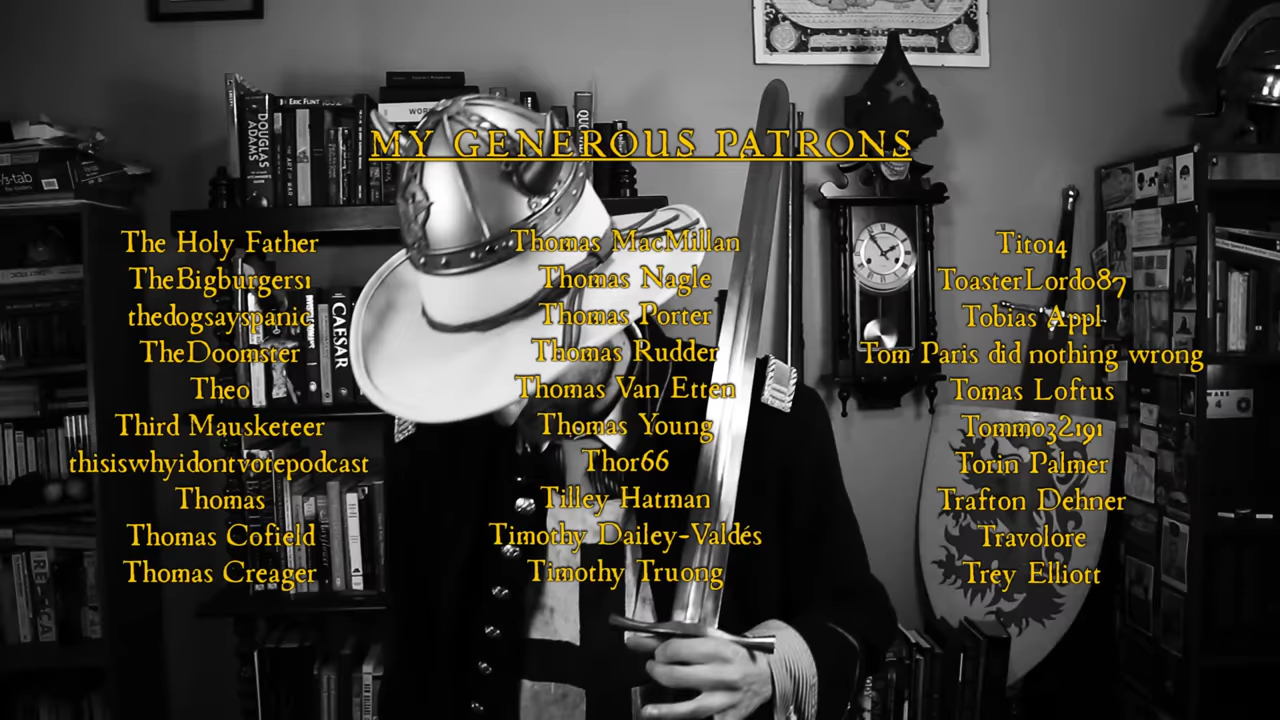 MY GENEROUS PATRONS
The Holy Father
TheBigburgers1
thedogsayspanic
TheDoomster
Theo
Third Mausketeer
thisiswhyidontvotepodcast
Thomas
Thomas Cofield
Thomas Creager
Thomas MacMillan
Thomas Nagle
Thomas Porter
Thomas Rudder
Thomas Van Etten
Thomas Young
Thor66
Tilley Hatman
Timothy Dailey-Valdés
Timothy Truong
Tito14
ToasterLord087
Tobias Appl
Tom Paris did nothing wrong
Tomas Loftus
Tommo32191
Torin Palmer
Trafton Dehner
Travolore
Trey Elliott
DOUGLAS ADAMS
ERIC FLINT
CAESAR